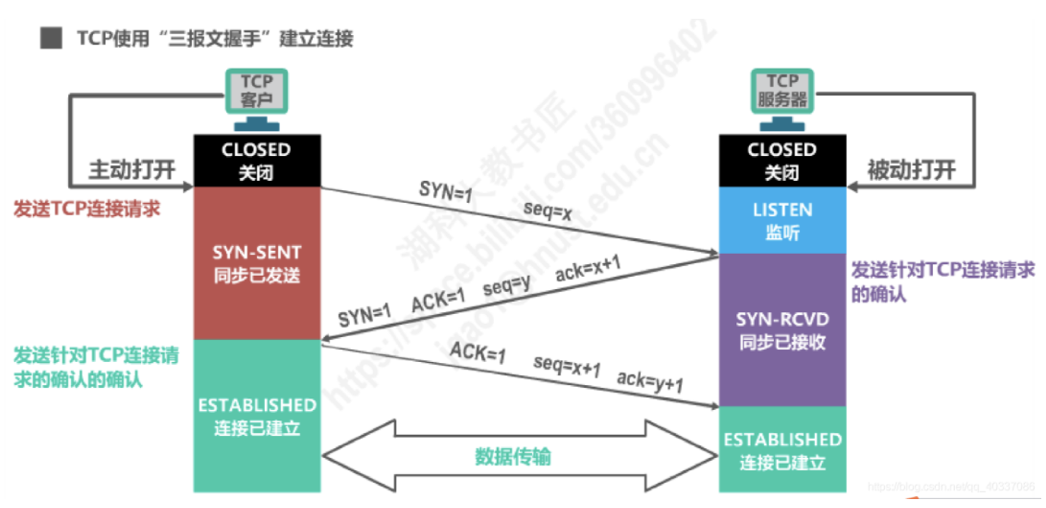 TCP使用“三报文握手”建立连接
TCP
客户
TCP
服务器
CLOSED
关闭
CLOSED
关闭
主动打开
被动打开
发送TCP连接请求
SYN=1 seq=x
LISTEN
监听
SYN-SENT
同步已发送
发送针对TCP连接请求
的确认
SYN=1 ACK=1 seq=y ack=x+1
SYN-RCVD
同步已接收
发送针对TCP连接请
求的确认的确认
ACK=1 seq=x+1 ack=y+1
ESTABLISHED
连接已建立
ESTABLISHED
连接已建立
数据传输
湖科大教书匠
https://space.bilibili.com/360996402
https://blog.csdn.net/qq_40337086